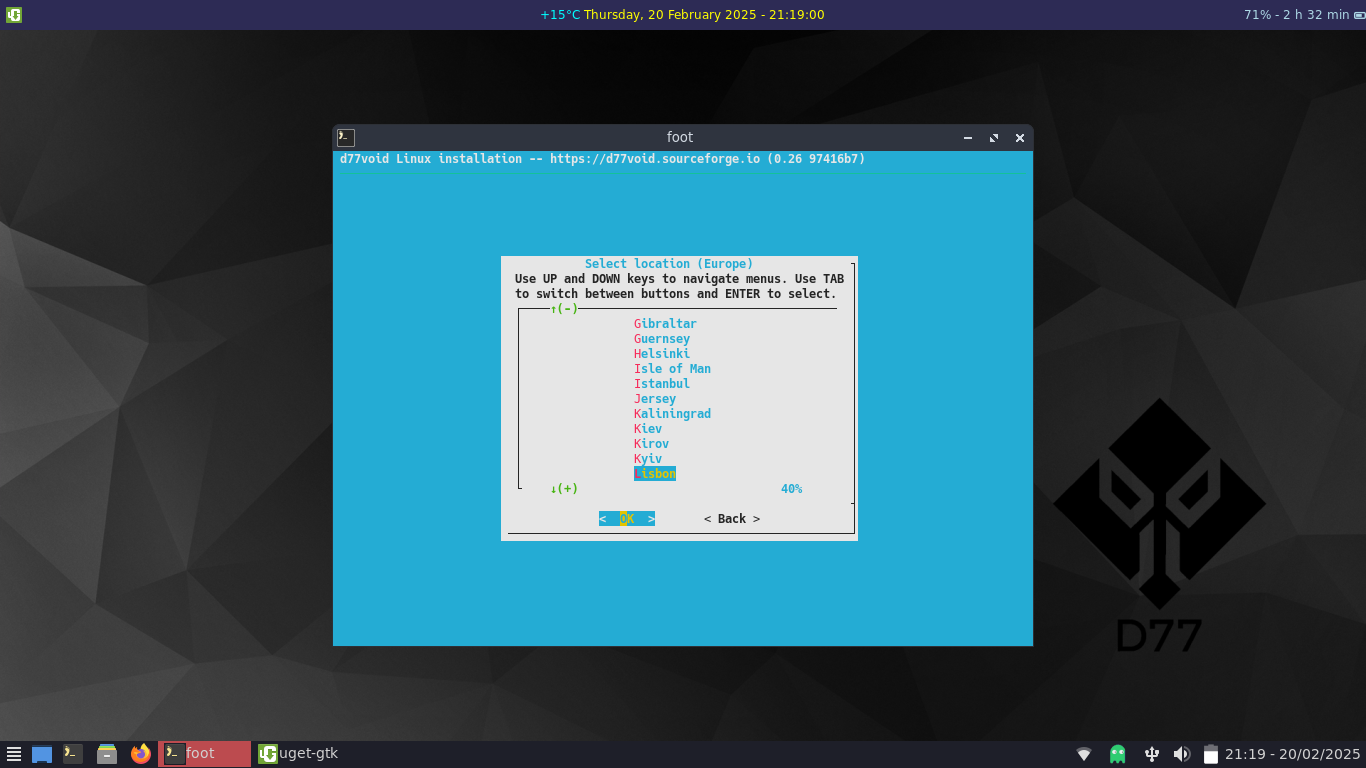 +15°C Thursday, 20 February 2025 - 21:19:00
71% - 2 h 32 min
foot
d77void Linux installation -- https://d77void.sourceforge.io (0.26 97416b7)
Select location (Europe)
Use UP and DOWN keys to navigate menus. Use TAB
to switch between buttons and ENTER to select.
↑(-)
Gibraltar
Guernsey
Helsinki
Isle of Man
Istanbul
Jersey
Kaliningrad
Kiev
Kirov
Kyiv
Lisbon
↓(+) 40%
< OK > < Back >
D77
foot
uget-gtk
21:19 - 20/02/2025